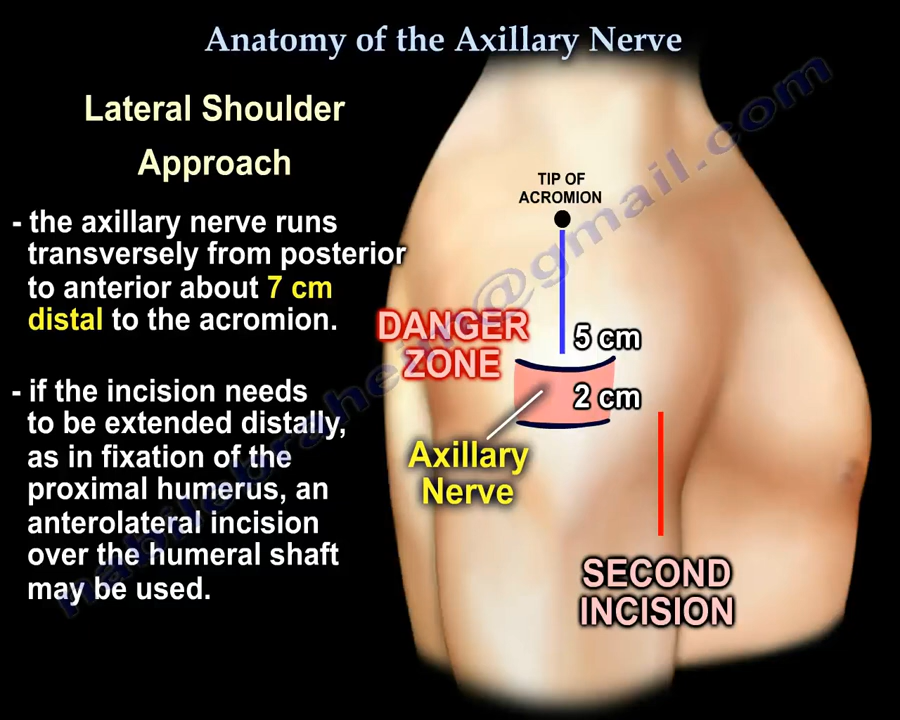 Anatomy of the Axillary Nerve
Lateral Shoulder
Approach
- the axillary nerve runs
transversely from posterior
to anterior about 7 cm
distal to the acromion.
- if the incision needs
to be extended distally,
as in fixation of the
proximal humerus, an
anterolateral incision
over the humeral shaft
may be used.
TIP OF
ACROMION
DANGER
ZONE
5 cm
2 cm
Axillary
Nerve
SECOND
INCISION